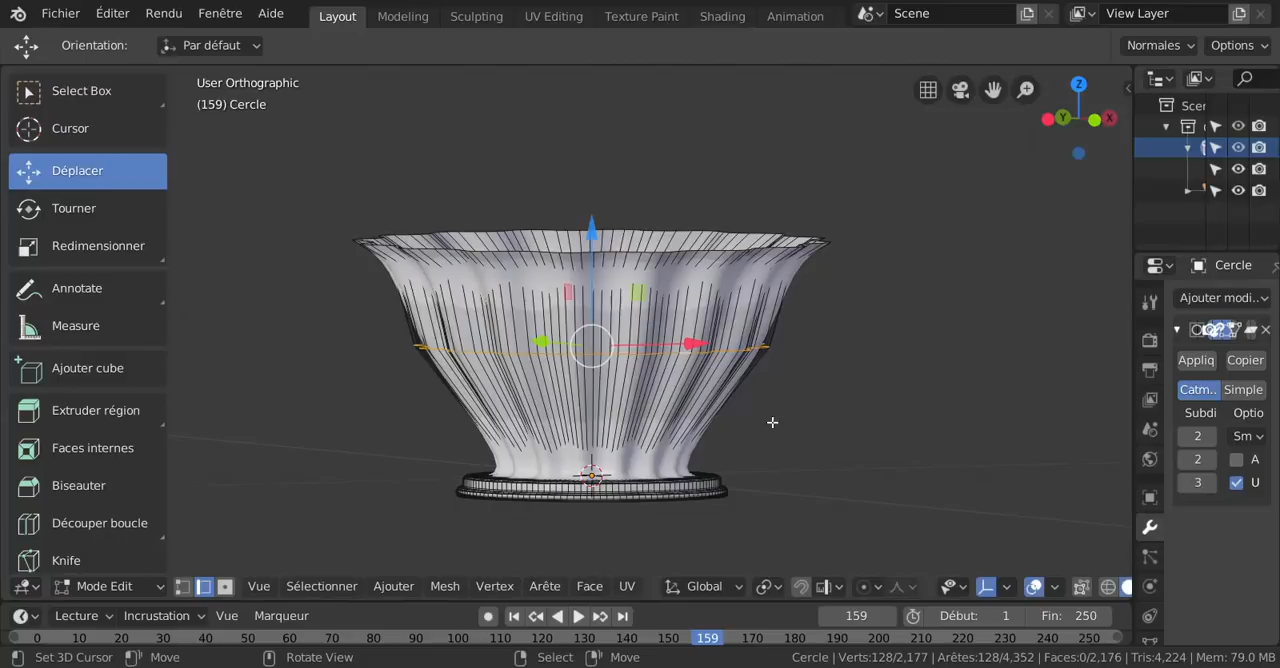 Fichier Éditer Rendu Fenêtre Aide Layout Modeling Sculpting UV Editing Texture Paint Shading Animation Scene View Layer
Orientation: Par défaut Normales Options
User Orthographic
(159) Cercle
Select Box
Cursor
Déplacer
Tourner
Redimensionner
Annotate
Measure
Ajouter cube
Extruder région
Faces internes
Biseauter
Découper boucle
Knife
Z
Y
X
Scer
Cercle
Ajouter modi...
Appliq Copier
Catm.. Simple
Subdi Optio
2 Sm
2 A
3 U
Mode Edit Vue Sélectionner Ajouter Mesh Vertex Arête Face UV Global
Lecture Incrustation Vue Marqueur 159 Début: 1 Fin: 250
0 10 20 30 40 50 60 70 80 90 100 110 120 130 140 150 159 170 180 190 200 210 220 230 240 250
Set 3D Cursor Move Rotate View Select Move Cercle | Verts:128/2,177 | Arêtes:128/4,352 | Faces:0/2,176 | Tris:4,224 | Mem: 79.0 MB